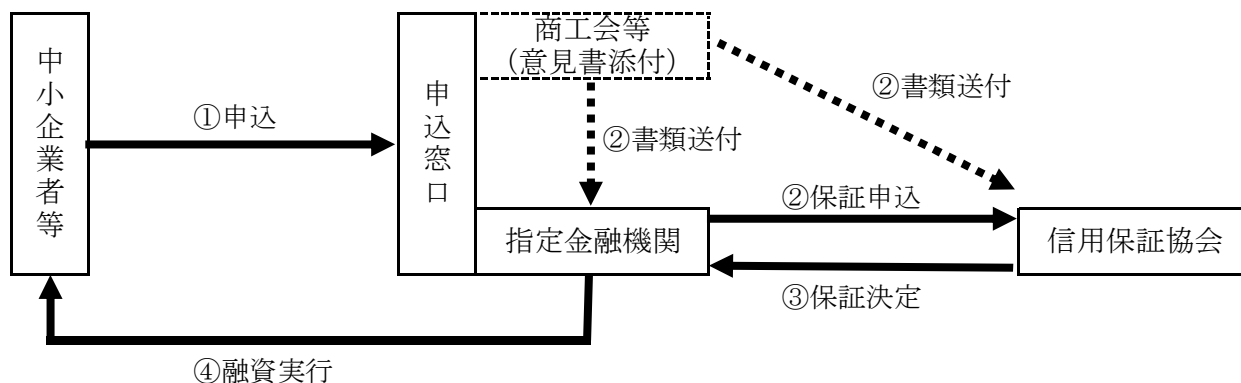 中小企業者等
①申込
申込窓口
商工会等
(意見書添付)
②書類送付
②書類送付
指定金融機関
②保証申込
③保証決定
信用保証協会
④融資実行